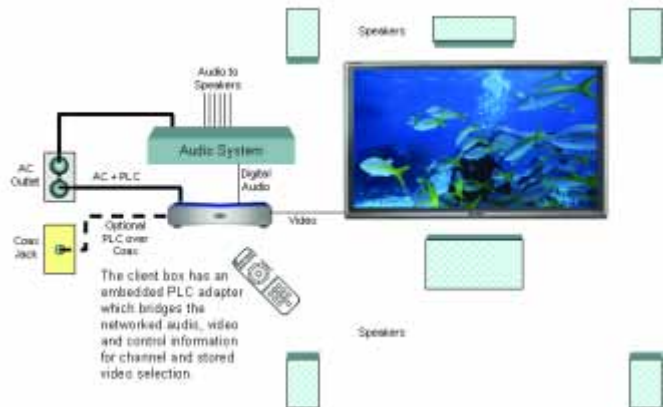 Speakers
Audio to
Speakers
Audio System
AC
Outlet
AC + PLC
Digital
Audio
Video
Optional
PLC over
Coax
Coax
Jack
The client box has an
embedded PLC adapter
which bridges the
networked audio, video
and control information
for channel and stored
video selection.
Speakers